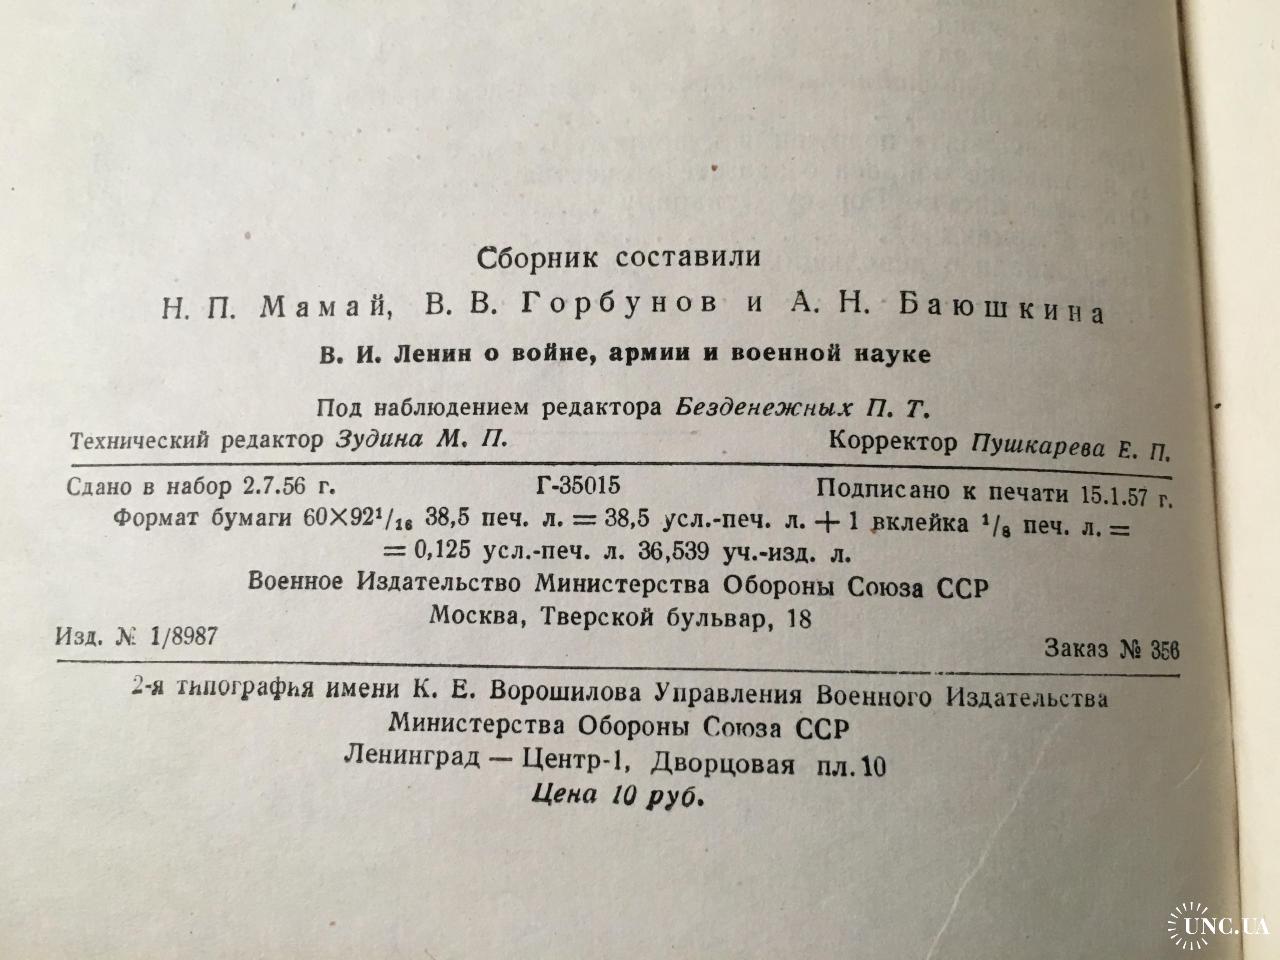 Сборник составили
Н. П. Мамай, В. В. Горбунов и А. Н. Баюшкина
В. И. Ленин о войне, армии и военной науке
Под наблюдением редактора Безденежных П. Т.
Технический редактор Зудина М. П. Корректор Пушкарева Е. П.
Сдано в набор 2.7.56 г. Г-35015 Подписано к печати 15.1.57 г.
Формат бумаги 60×92¹/₁₆ 38,5 печ. л. = 38,5 усл.-печ. л. + 1 вклейка ¹/₈ печ. л. =
= 0,125 усл.-печ. л. 36,539 уч.-изд. л.
Военное Издательство Министерства Обороны Союза ССР
Москва, Тверской бульвар, 18
Изд. № 1/8987 Заказ № 356
2-я типография имени К. Е. Ворошилова Управления Военного Издательства
Министерства Обороны Союза ССР
Ленинград — Центр-1, Дворцовая пл. 10
Цена 10 руб.
UNC.UA